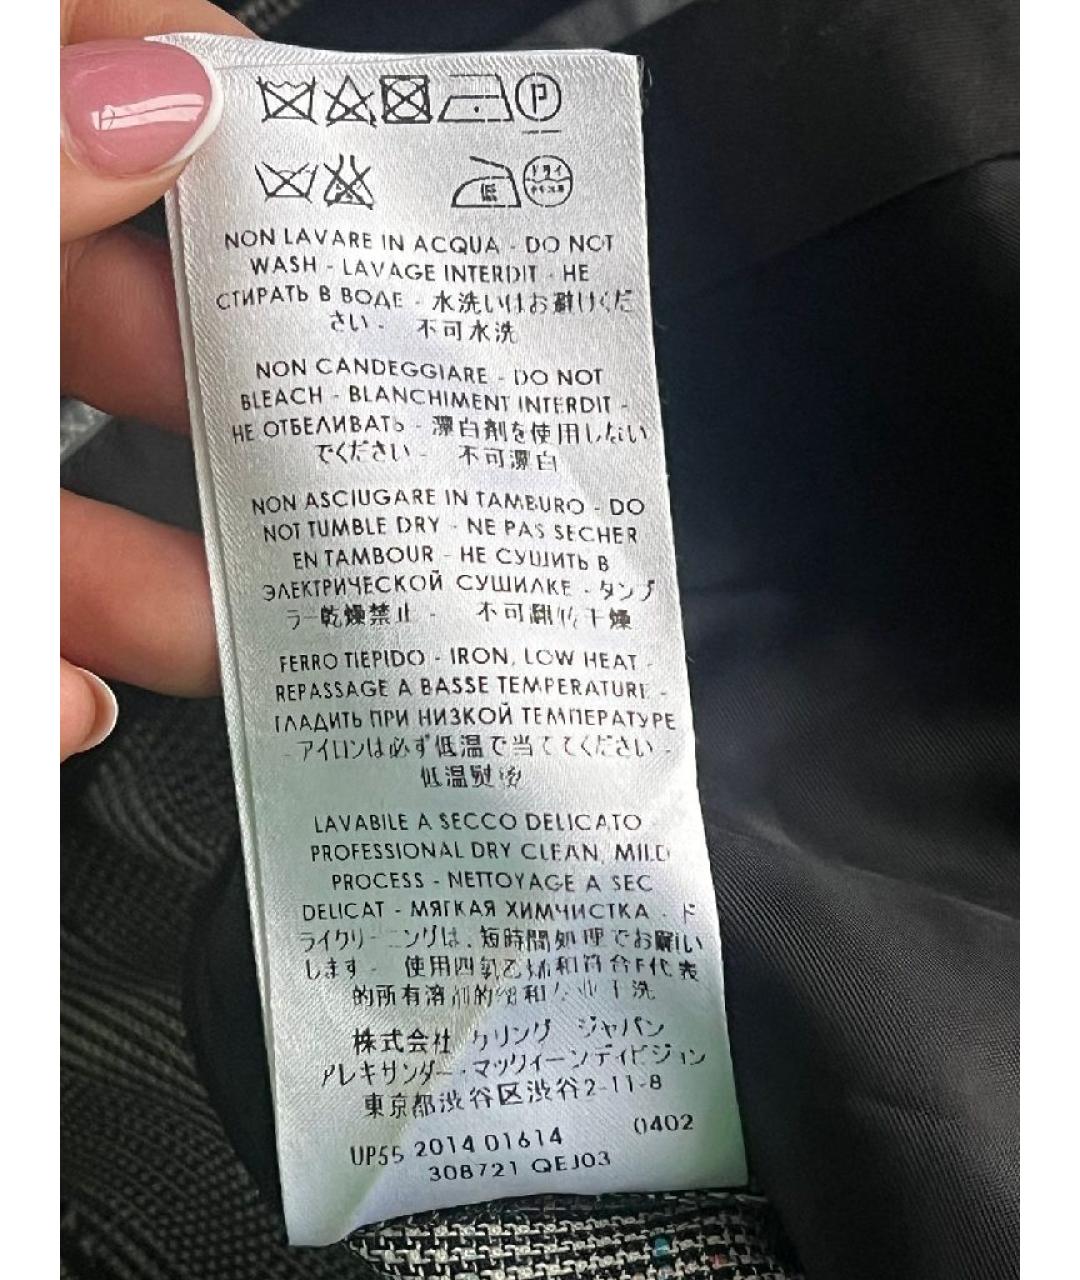 P
低
ドライ
NON LAVARE IN ACQUA - DO NOT
WASH - LAVAGE INTERDIT - НЕ
СТИРАТЬ В ВОДЕ - 水洗いはお避けくだ
さい - 不可水洗
NON CANDEGGIARE - DO NOT
BLEACH - BLANCHIMENT INTERDIT -
НЕ ОТБЕЛИВАТЬ - 漂白剤を使用しない
でください - 不可漂白
NON ASCIUGARE IN TAMBURO - DO
NOT TUMBLE DRY - NE PAS SECHER
EN TAMBOUR - НЕ СУШИТЬ В
ЭЛЕКТРИЧЕСКОЙ СУШИЛКЕ - タンブ
ラー乾燥禁止 - 不可翻转干燥
FERRO TIEPIDO - IRON, LOW HEAT -
REPASSAGE A BASSE TEMPERATURE -
ГЛАДИТЬ ПРИ НИЗКОЙ ТЕМПЕРАТУРЕ
- アイロンは必ず低温で当ててください -
低温熨烫
LAVABILE A SECCO DELICATO
PROFESSIONAL DRY CLEAN, MILD
PROCESS - NETTOYAGE A SEC
DELICAT - МЯГКАЯ ХИМЧИСТКА - ド
ライクリーニングは、短時間処理でお願い
します - 使用四氯乙烯和符合F代表
的所有溶剂的缓和专业干洗
株式会社 ケリング ジャパン
アレキサンダー・マックィーンディビジョン
東京都渋谷区渋谷2-11-8
UP55 2014 01614 0402
308721 QEJ03